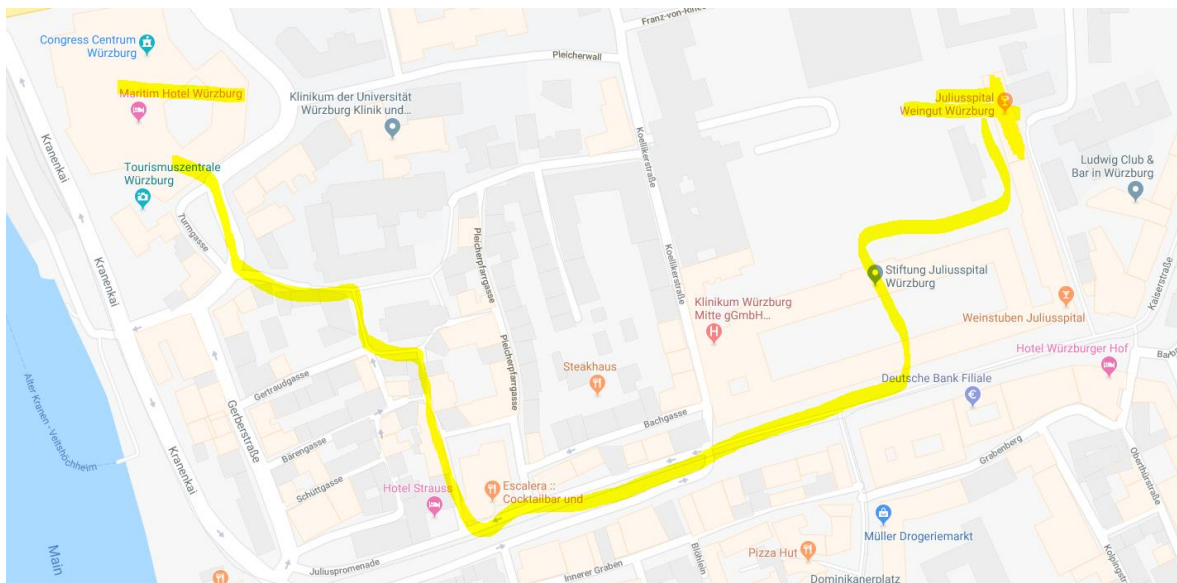 Franz-von-Rine
Congress Centrum
Würzburg
Pleicherwall
Maritim Hotel Würzburg
Klinikum der Universität
Würzburg Klinik und...
Juliusspital
Weingut Würzburg
Kranenkai
Koellikerstraße
Tourismuszentrale
Würzburg
Ludwig Club &
Bar in Würzburg
Turmgasse
Pleicherpfarrgasse
Koellikerstraße
Kranenkai
Stiftung Juliusspital
Würzburg
Kaiserstraße
Klinikum Würzburg
Mitte gGmbH...
Weinstuben Juliusspital
Pleicherpfarrgasse
Hotel Würzburger Hof
Steakhaus
Deutsche Bank Filiale
Gertraudgasse
Gerberstraße
Alter Kranen - Veitshöchheim
Bachgasse
Bärengasse
Grabenberg
Kranenkai
Oberthürstraße
Hotel Strauss
Escalera ::
Cocktailbar und
Schüttgasse
Müller Drogeriemarkt
Main
Juliuspromenade
Pizza Hut
Blöhlein
Kolpingst
Innerer Graben
Dominikanerplatz